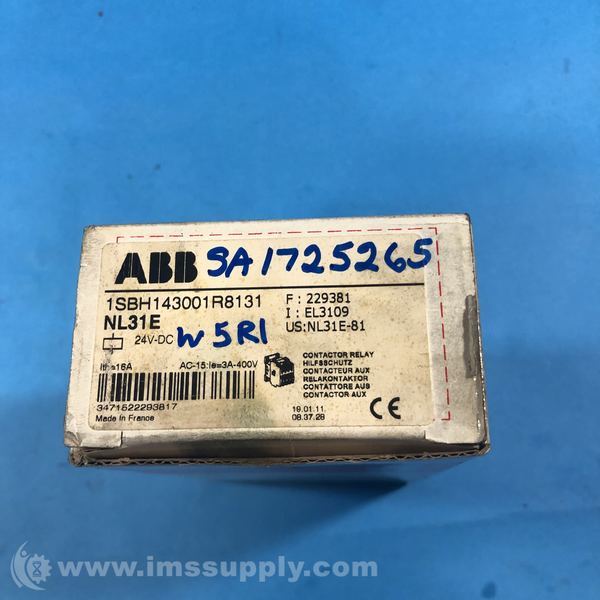 ABB SA1725265
1SBH143001R8131 F : 229381
NL31E I : EL3109
24V-DC W5R1 US:NL31E-81
Ith=16A AC-15:Ie=3A-400V
CONTACTOR RELAY
HILFSSCHUTZ
CONTACTEUR AUX
RELAKONTAKTOR
CONTATTORE AUS
CONTACTOR AUX
3471522293817
Made in France
19.01.11
08.37.28
CE
© www.imssupply.com